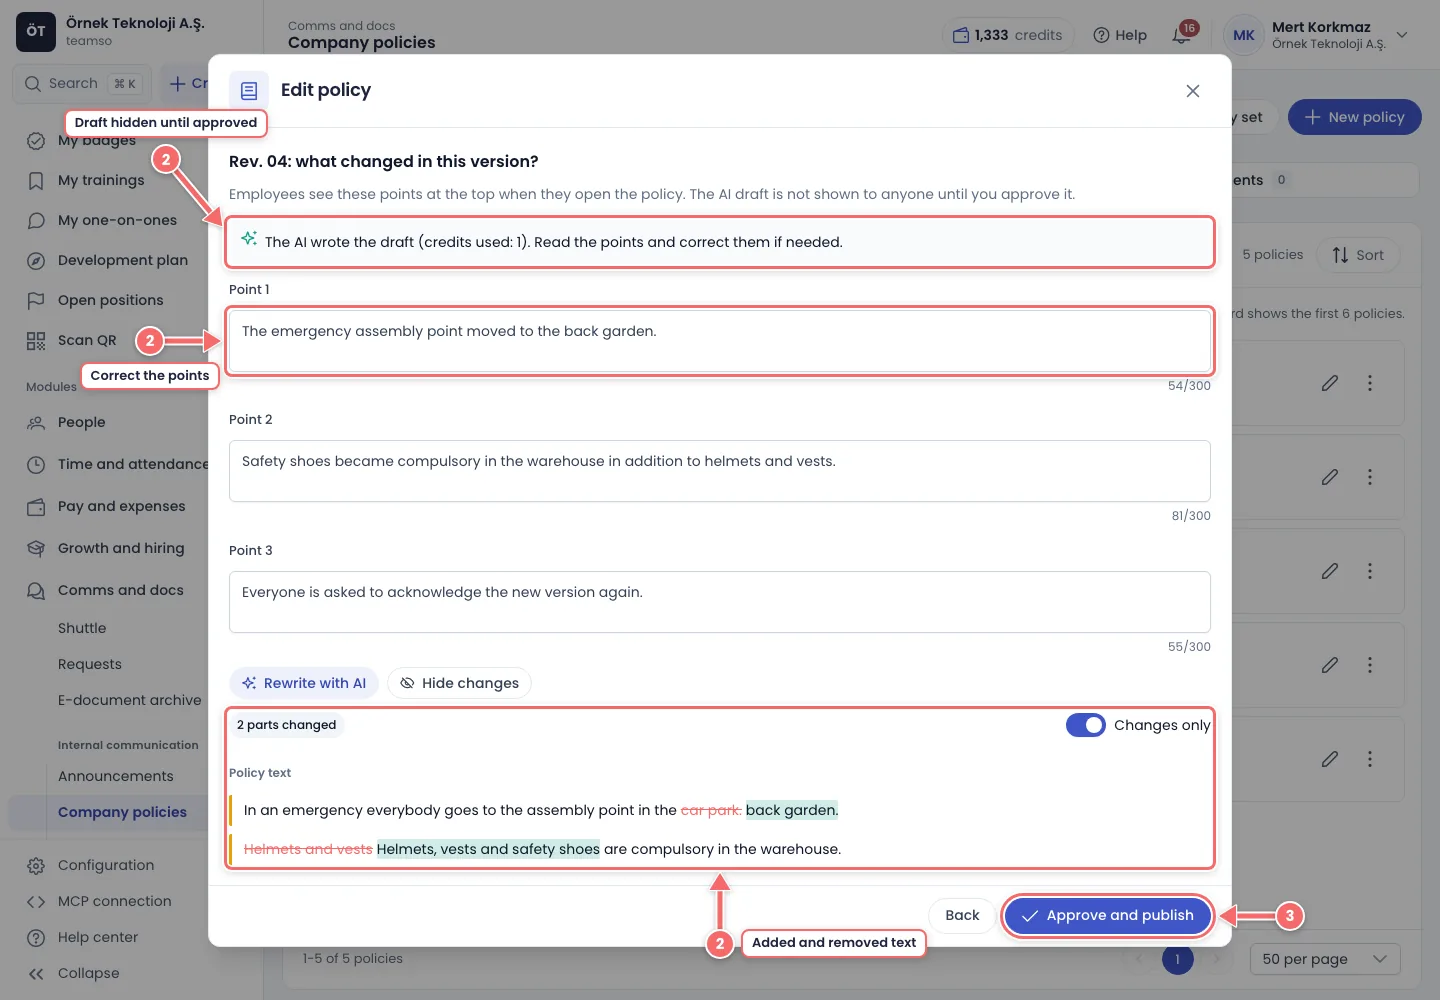 ÖT
Örnek Teknoloji A.Ş.
teamso
Comms and docs
Company policies
1,333 credits
Help
16
MK
Mert Korkmaz
Örnek Teknoloji A.Ş.
Search
⌘ K
Edit policy
set
New policy
Draft hidden until approved
My badges
2
Rev. 04: what changed in this version?
My trainings
0
Employees see these points at the top when they open the policy. The AI draft is not shown to anyone until you approve it.
My one-on-ones
The AI wrote the draft (credits used: 1). Read the points and correct them if needed.
Development plan
5 policies
Sort
Point 1
Open positions
shows the first 6 policies.
The emergency assembly point moved to the back garden.
Scan QR
2
Correct the points
54/300
Modules
Point 2
People
Safety shoes became compulsory in the warehouse in addition to helmets and vests.
Time and attendance
81/300
Pay and expenses
Point 3
Growth and hiring
Everyone is asked to acknowledge the new version again.
Comms and docs
55/300
Shuttle
Requests
Rewrite with AI
Hide changes
E-document archive
2 parts changed
Changes only
Internal communication
Policy text
Announcements
Company policies
In an emergency everybody goes to the assembly point in the car park. back garden.
Helmets and vests Helmets, vests and safety shoes are compulsory in the warehouse.
Configuration
MCP connection
Back
Approve and publish
3
Help center
2
Added and removed text
1-5 of 5 policies
1
50 per page
Collapse